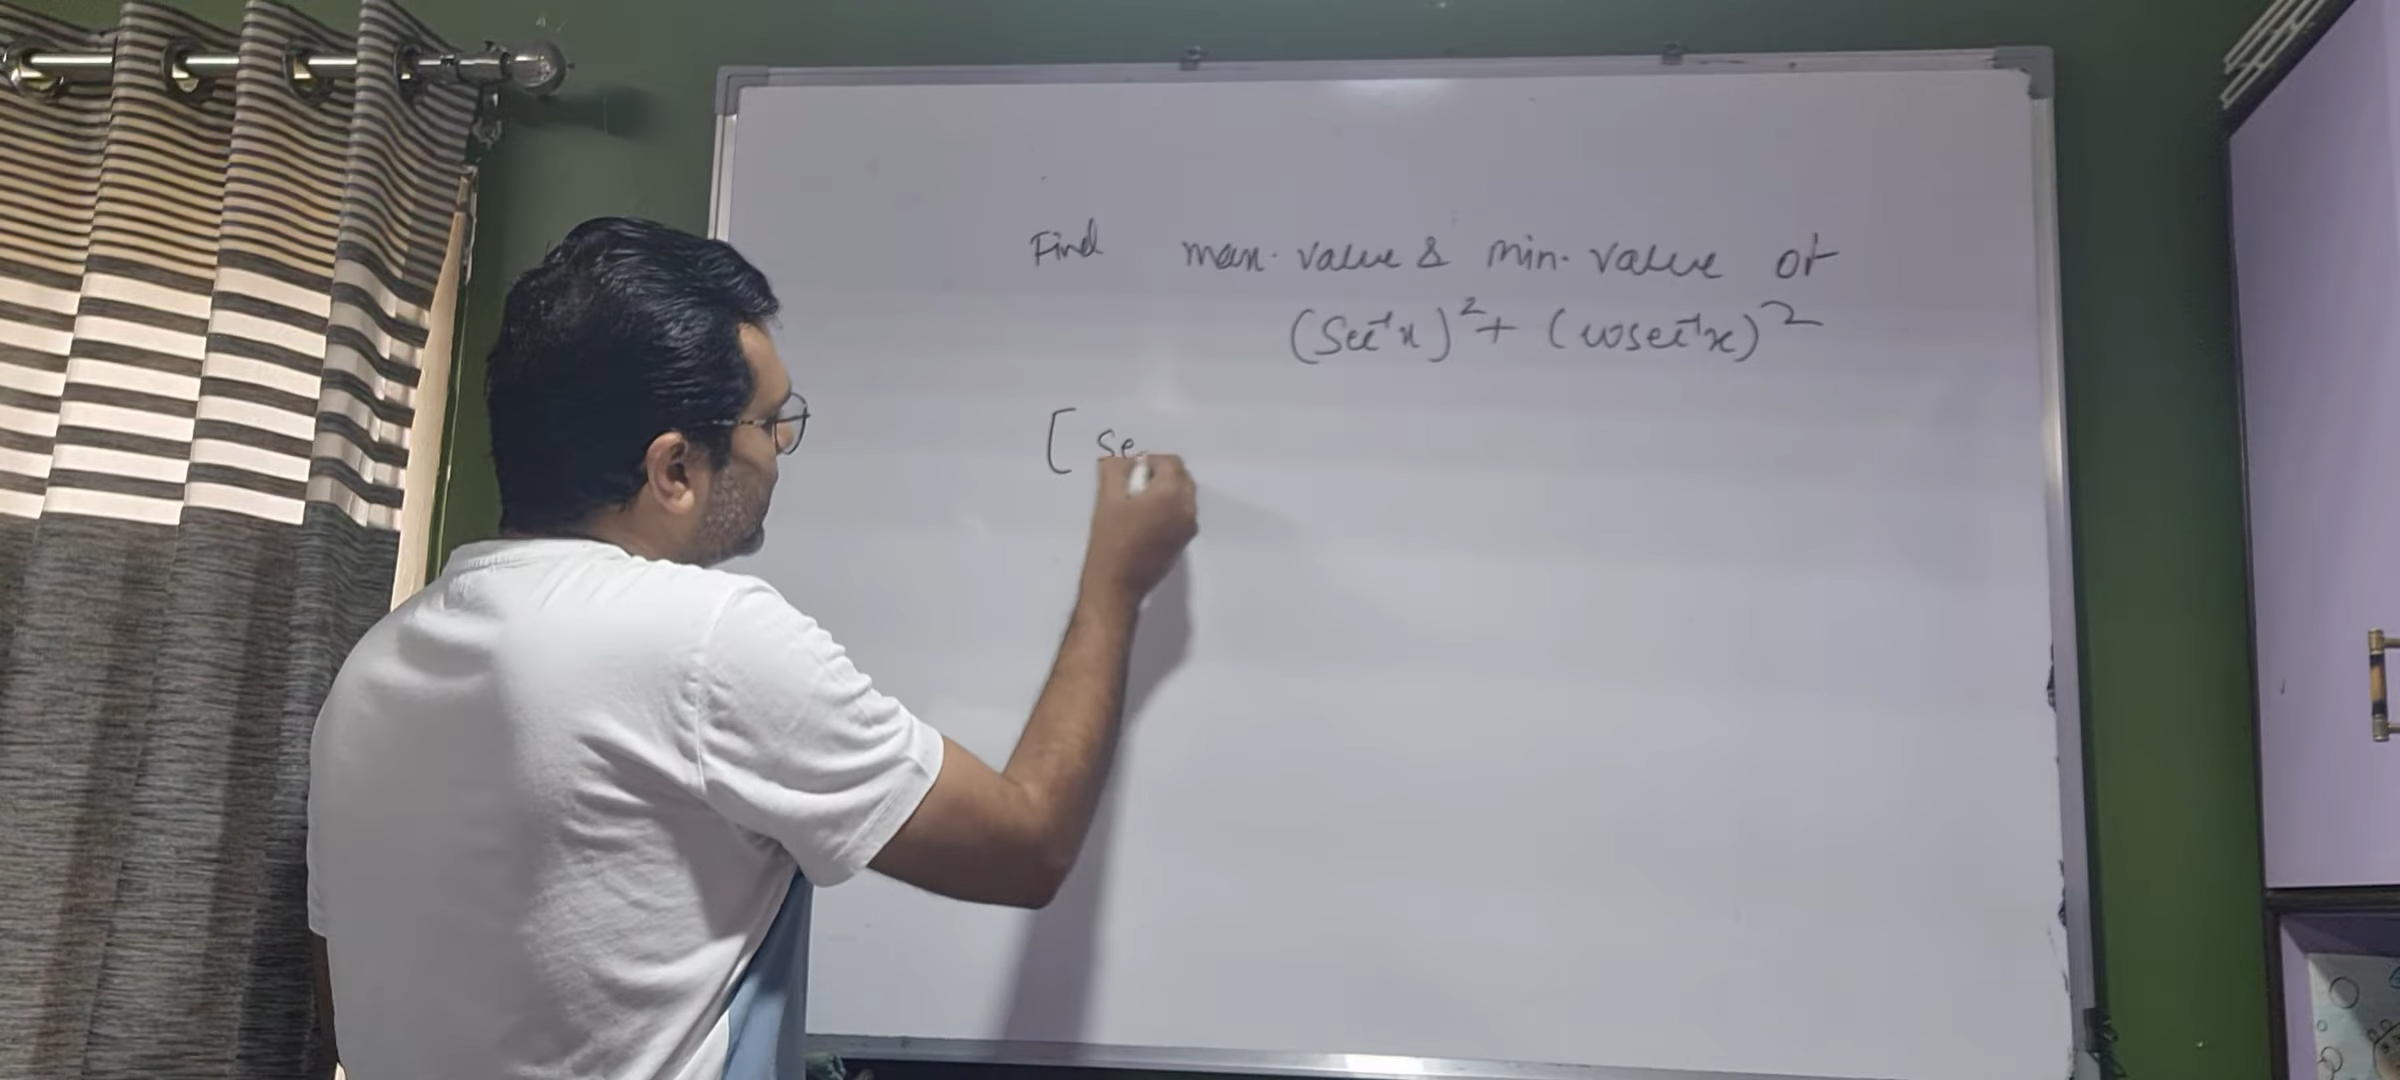 Find max. value & min. value of
(Sec⁻¹x)² + (cosec⁻¹x)²
[ Se